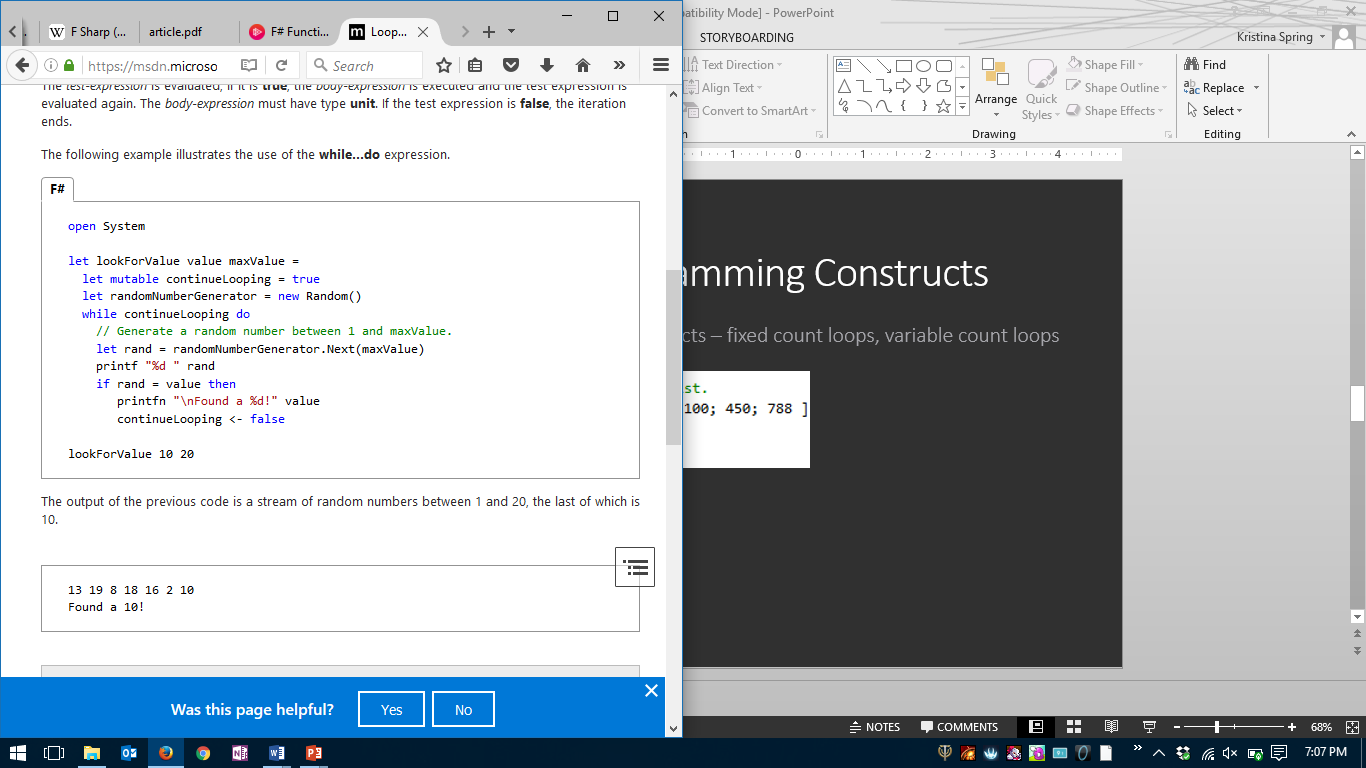 F Sharp (...
article.pdf
F# Functi...
Loop...
https://msdn.microso
Search
The test-expression is evaluated; if it is true, the body-expression is executed and the test expression is
evaluated again. The body-expression must have type unit. If the test expression is false, the iteration
ends.
The following example illustrates the use of the while...do expression.
F#
open System
let lookForValue value maxValue =
let mutable continueLooping = true
let randomNumberGenerator = new Random()
while continueLooping do
// Generate a random number between 1 and maxValue.
let rand = randomNumberGenerator.Next(maxValue)
printf "%d " rand
if rand = value then
printfn "\nFound a %d!" value
continueLooping <- false
lookForValue 10 20
The output of the previous code is a stream of random numbers between 1 and 20, the last of which is
10.
13 19 8 18 16 2 10
Found a 10!
Was this page helpful?
Yes
No
patibility Mode] - PowerPoint
STORYBOARDING
Kristina Spring
Text Direction
Align Text
Convert to SmartArt
Arrange
Quick
Styles
Shape Fill
Shape Outline
Shape Effects
Drawing
Find
Replace
Select
Editing
1 0 1 2 3 4
amming Constructs
cts – fixed count loops, variable count loops
st.
100; 450; 788 ]
NOTES
COMMENTS
68%
7:07 PM